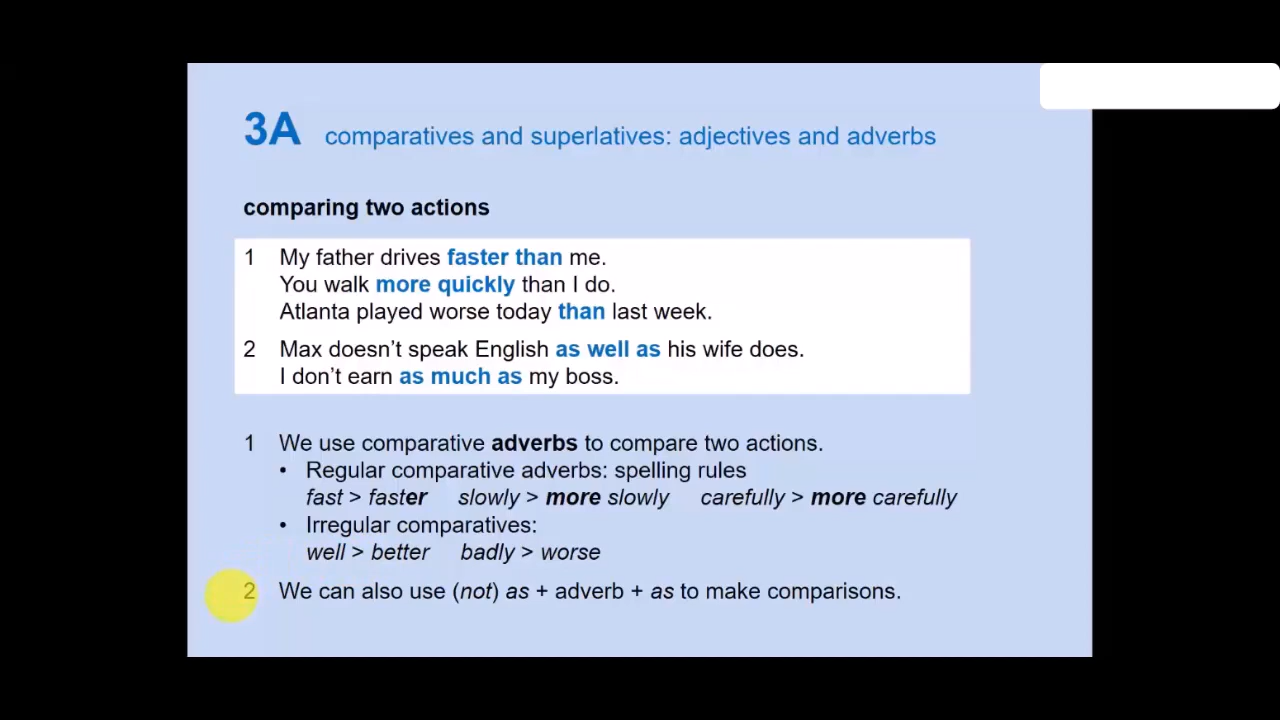 3A comparatives and superlatives: adjectives and adverbs
comparing two actions
1 My father drives faster than me.
You walk more quickly than I do.
Atlanta played worse today than last week.
2 Max doesn’t speak English as well as his wife does.
I don’t earn as much as my boss.
1 We use comparative adverbs to compare two actions.
• Regular comparative adverbs: spelling rules
fast > faster slowly > more slowly carefully > more carefully
• Irregular comparatives:
well > better badly > worse
2 We can also use (not) as + adverb + as to make comparisons.